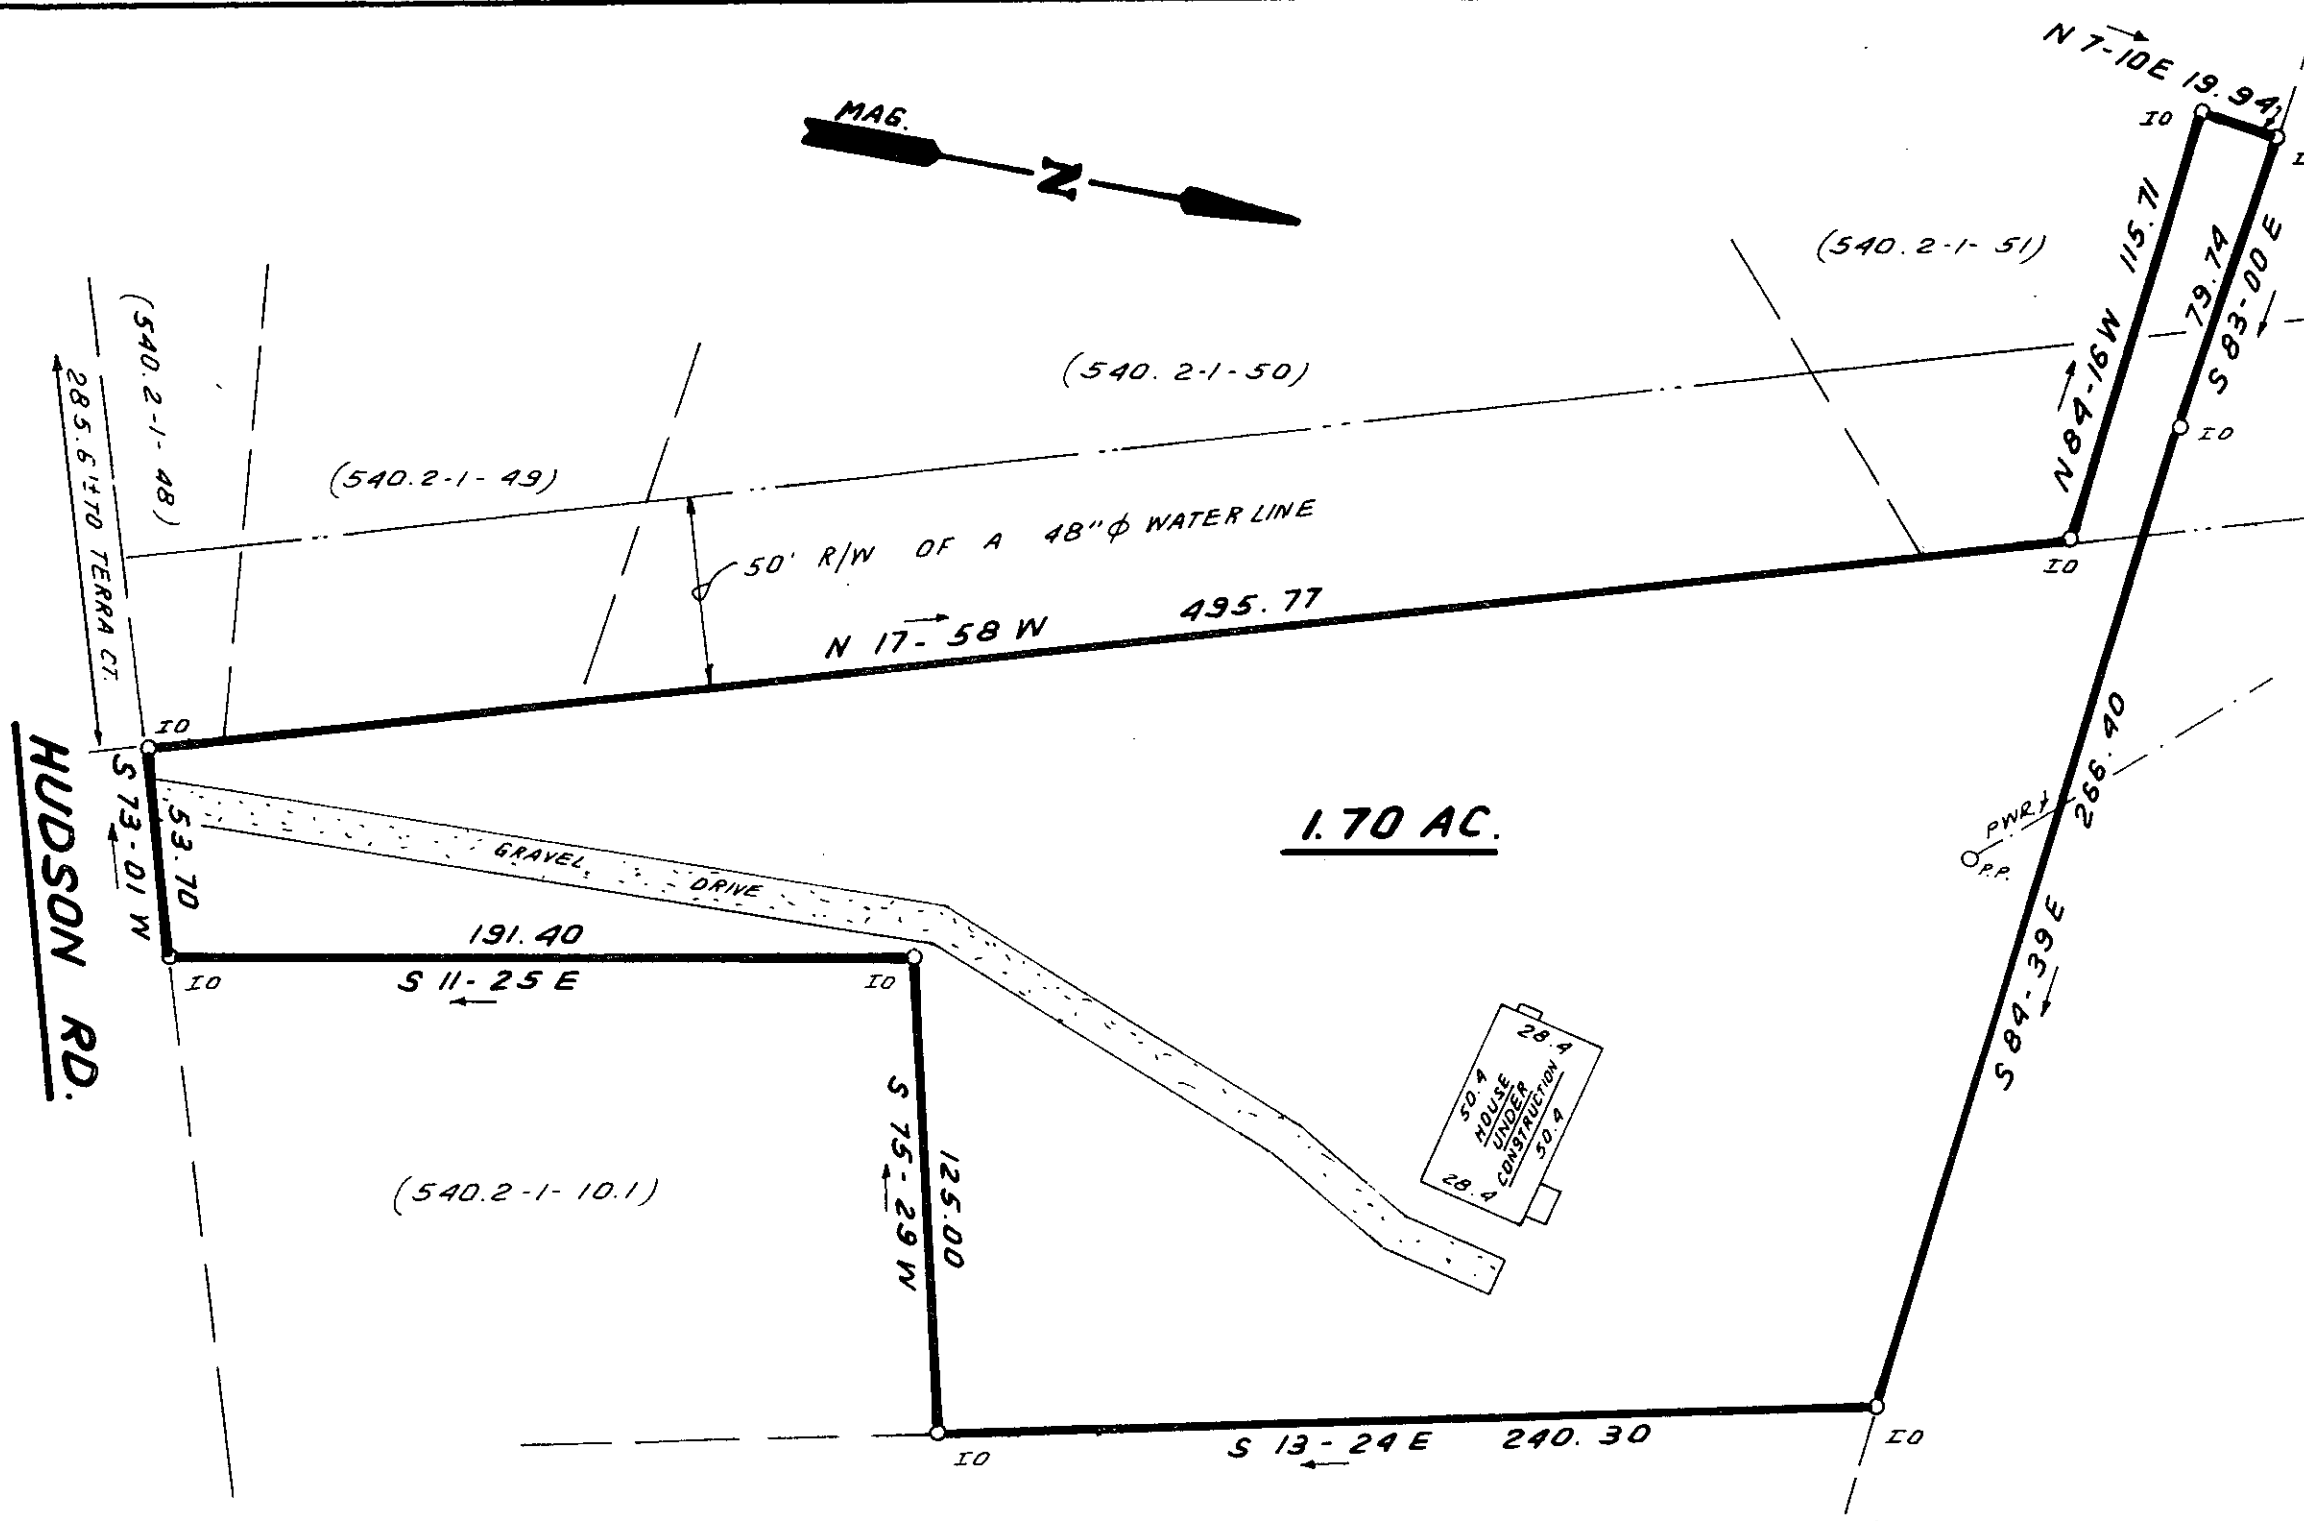 N 7-10 E 19.94
IO
MAG.
N
N 84-16 W 115.71
79.74
S 83-00 E
(540.2-1-51)
(540.2-1-48)
285.6'± TO TERRA CT.
(540.2-1-50)
(540.2-1-49)
IO
50' R/W OF A 48"ϕ WATER LINE
IO
N 17-58 W 495.77
IO
266.40
HUDSON RD.
S 73-01 W
53.70
1.70 AC.
PWR.
P.P.
GRAVEL DRIVE
191.40
S 11-25 E
IO
IO
S 84-39 E
28.4
50.4
HOUSE
UNDER
CONSTRUCTION
50.4
28.4
S 75-29 W
125.00
(540.2-1-10.1)
S 13-24 E 240.30
IO
IO